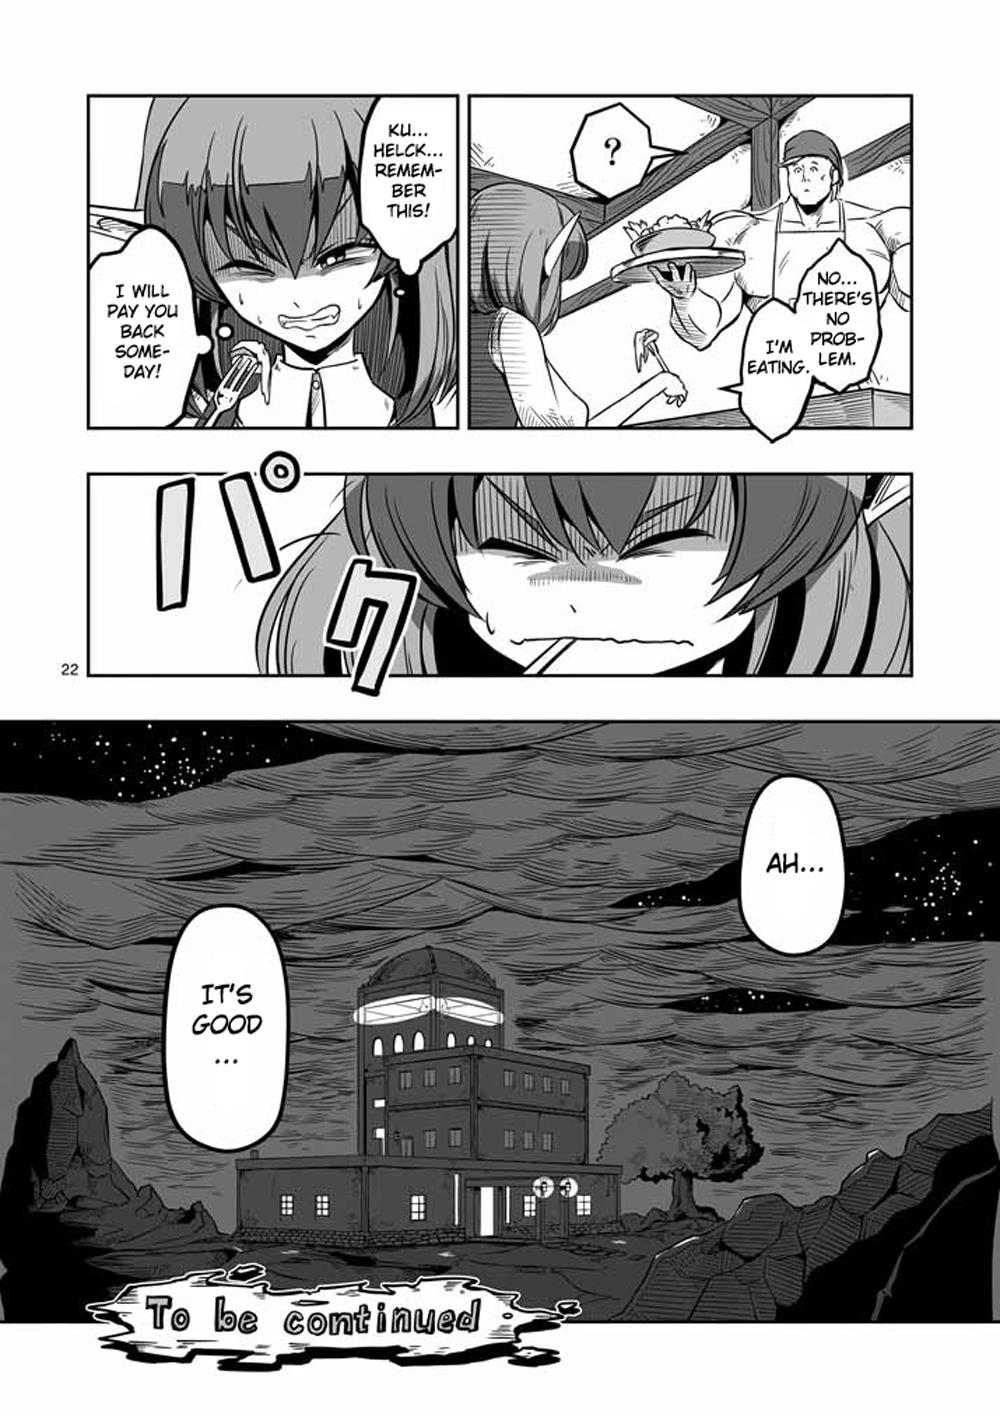 ?
NO...
THERE'S
NO
PROB-
LEM.
I'M
EATING.
KU...
HELCK...
REMEM-
BER
THIS!
I WILL
PAY YOU
BACK
SOME-
DAY!
パクッ
22
AH...
IT'S
GOOD
...
To be continued